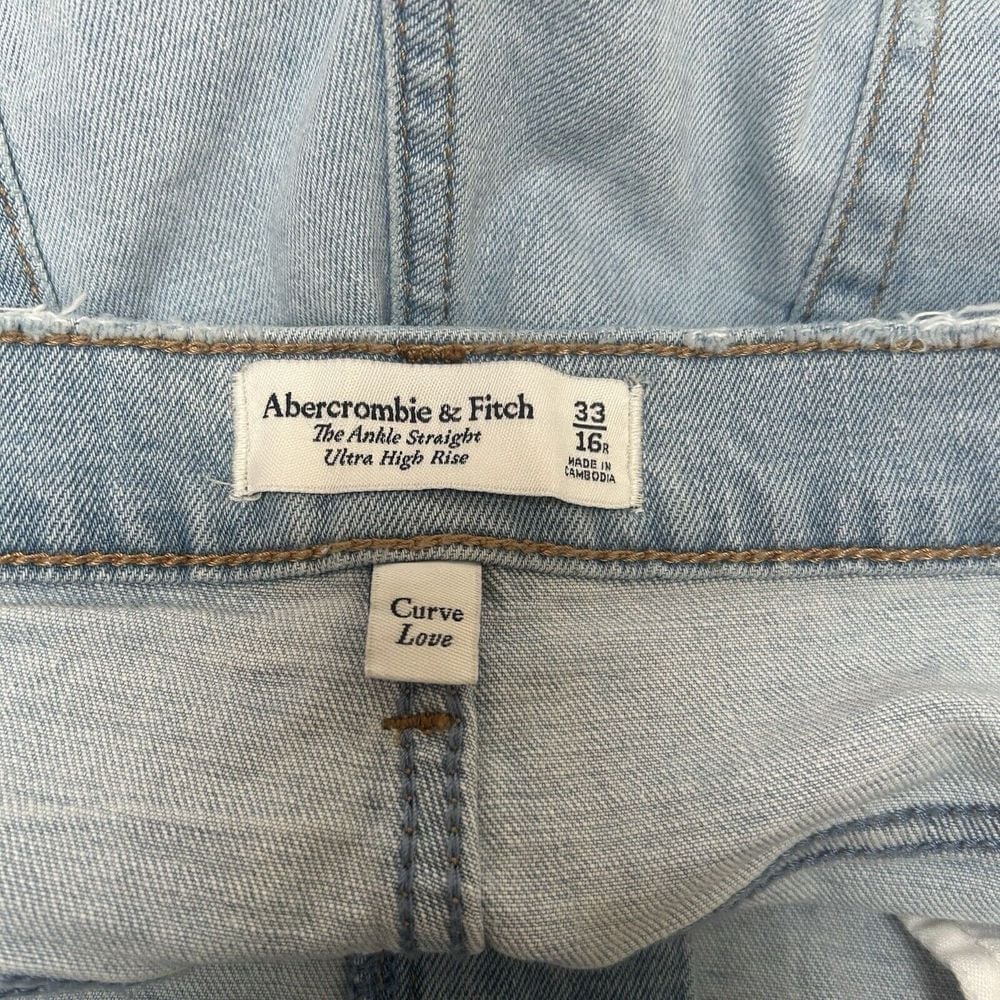 Abercrombie & Fitch
The Ankle Straight
Ultra High Rise
33
16R
MADE IN
CAMBODIA
Curve
Love